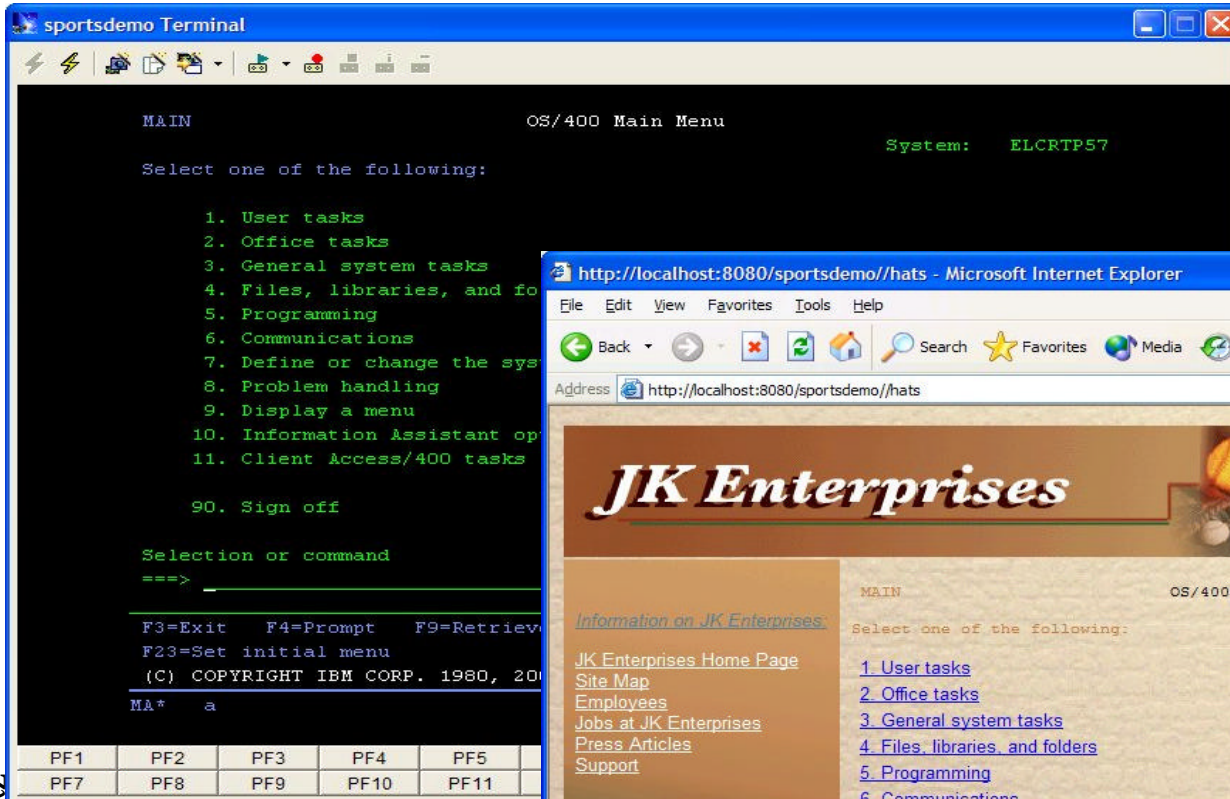 sportsdemo Terminal
MAIN OS/400 Main Menu
System: ELCRTP57
Select one of the following:
1. User tasks
2. Office tasks
3. General system tasks
4. Files, libraries, and fo
5. Programming
6. Communications
7. Define or change the sys
8. Problem handling
9. Display a menu
10. Information Assistant op
11. Client Access/400 tasks
90. Sign off
Selection or command
===>
F3=Exit F4=Prompt F9=Retriev
F23=Set initial menu
(C) COPYRIGHT IBM CORP. 1980, 20
MA* a
PF1 PF2 PF3 PF4 PF5
PF7 PF8 PF9 PF10 PF11
http://localhost:8080/sportsdemo//hats - Microsoft Internet Explorer
File Edit View Favorites Tools Help
Back Search Favorites Media
Address http://localhost:8080/sportsdemo//hats
JK Enterprises
Information on JK Enterprises:
JK Enterprises Home Page
Site Map
Employees
Jobs at JK Enterprises
Press Articles
Support
MAIN OS/400
Select one of the following:
1. User tasks
2. Office tasks
3. General system tasks
4. Files, libraries, and folders
5. Programming
6. Communications